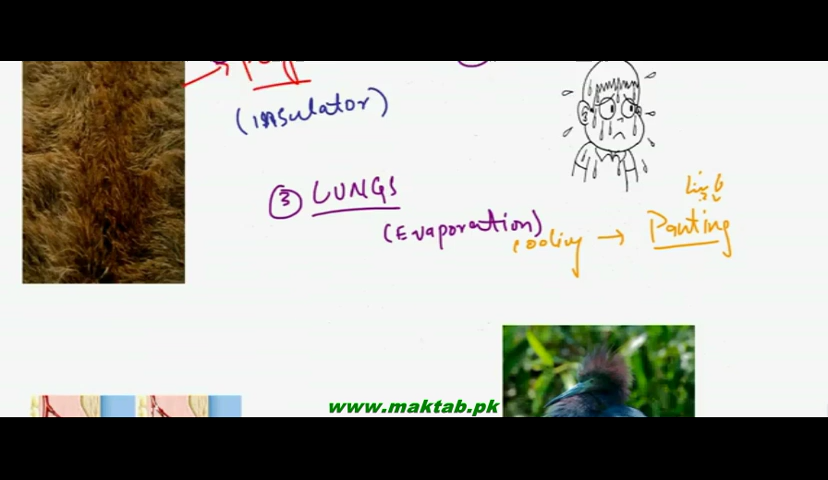 (insulator)
③ LUNGS
(Evaporation)
cooling → Panting
www.maktab.pk